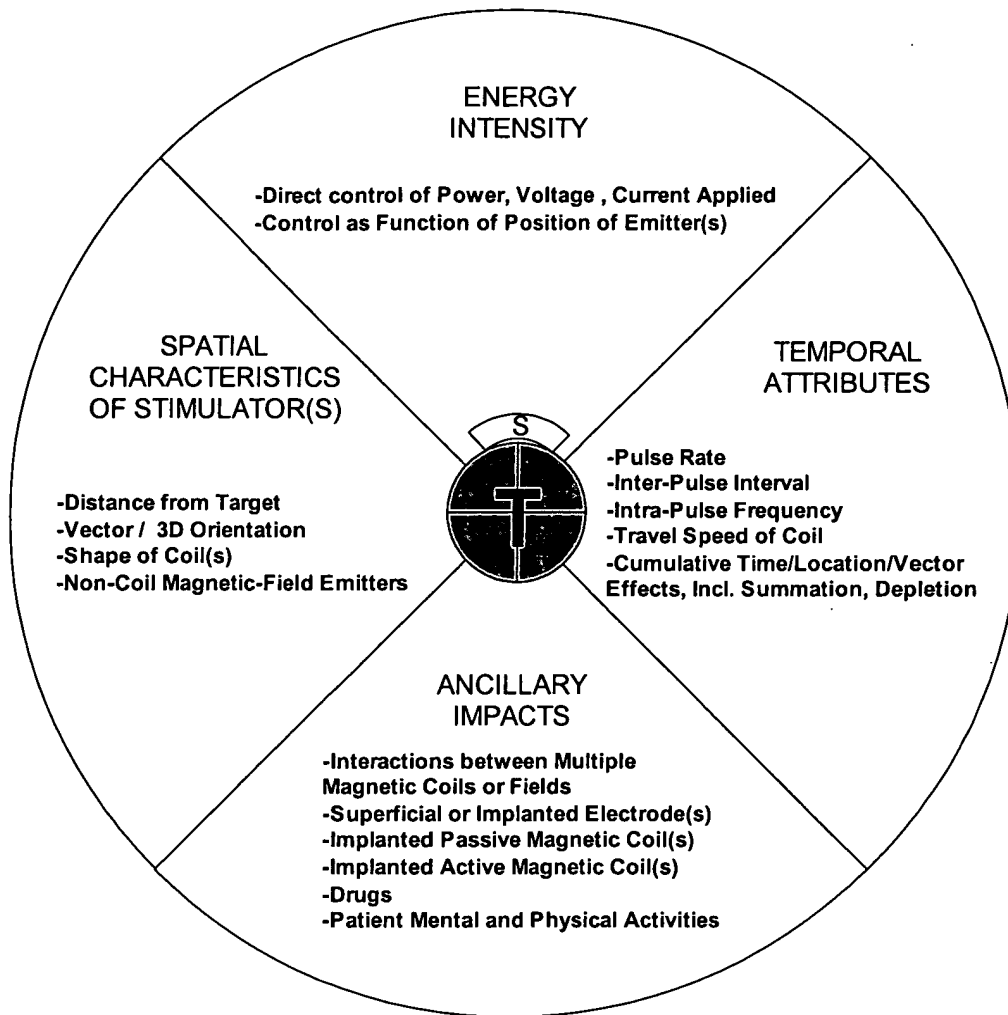 ENERGY
INTENSITY
-Direct control of Power, Voltage , Current Applied
-Control as Function of Position of Emitter(s)
SPATIAL
CHARACTERISTICS
OF STIMULATOR(S)
-Distance from Target
-Vector / 3D Orientation
-Shape of Coil(s)
-Non-Coil Magnetic-Field Emitters
TEMPORAL
ATTRIBUTES
-Pulse Rate
-Inter-Pulse Interval
-Intra-Pulse Frequency
-Travel Speed of Coil
-Cumulative Time/Location/Vector
Effects, Incl. Summation, Depletion
S
T
ANCILLARY
IMPACTS
-Interactions between Multiple
Magnetic Coils or Fields
-Superficial or Implanted Electrode(s)
-Implanted Passive Magnetic Coil(s)
-Implanted Active Magnetic Coil(s)
-Drugs
-Patient Mental and Physical Activities